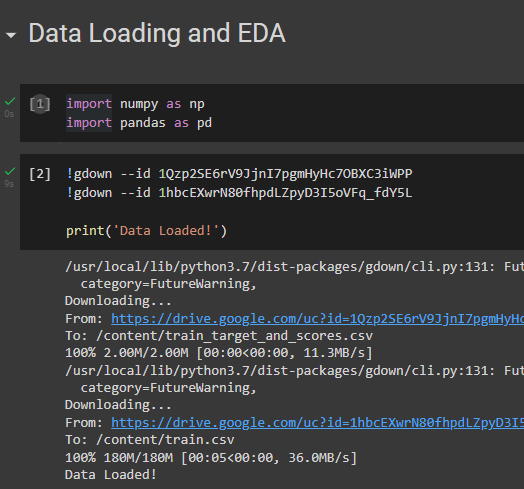 Data Loading and EDA
[1] import numpy as np
0s import pandas as pd
[2] !gdown --id 1Qzp2SE6rV9JjnI7pgmHyHc7OBXC3iWPP
9s !gdown --id 1hbcEXwrN80fhpdLZpyD3I5oVFq_fdY5L
print('Data Loaded!')
/usr/local/lib/python3.7/dist-packages/gdown/cli.py:131: Fut
category=FutureWarning,
Downloading...
From: https://drive.google.com/uc?id=1Qzp2SE6rV9JjnI7pgmHyHc
To: /content/train_target_and_scores.csv
100% 2.00M/2.00M [00:00<00:00, 11.3MB/s]
/usr/local/lib/python3.7/dist-packages/gdown/cli.py:131: Fut
category=FutureWarning,
Downloading...
From: https://drive.google.com/uc?id=1hbcEXwrN80fhpdLZpyD3I5
To: /content/train.csv
100% 180M/180M [00:05<00:00, 36.0MB/s]
Data Loaded!